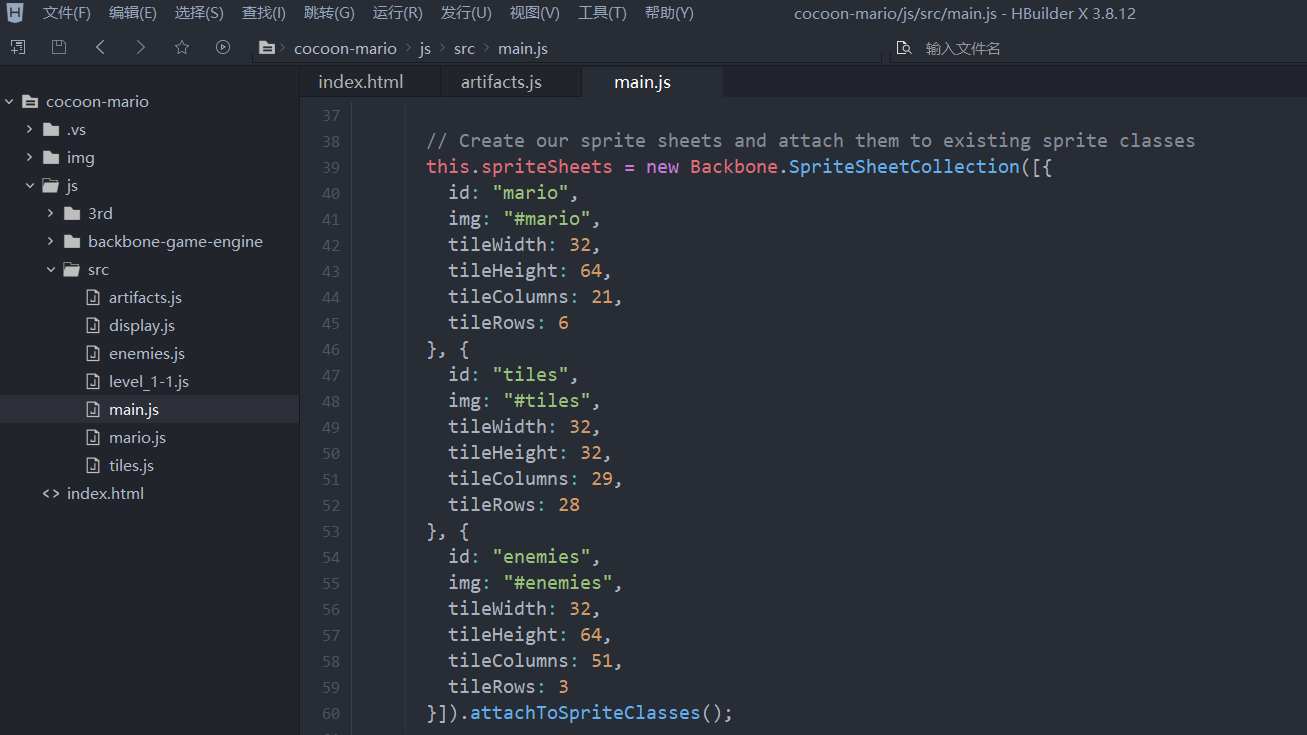 文件(F) 编辑(E) 选择(S) 查找(I) 跳转(G) 运行(R) 发行(U) 视图(V) 工具(T) 帮助(Y) cocoon-mario/js/src/main.js - HBuilder X 3.8.12
cocoon-mario js src main.js 输入文件名
cocoon-mario
.vs
img
js
3rd
backbone-game-engine
src
artifacts.js
display.js
enemies.js
level_1-1.js
main.js
mario.js
tiles.js
index.html
index.html artifacts.js main.js
37
38 // Create our sprite sheets and attach them to existing sprite classes
39 this.spriteSheets = new Backbone.SpriteSheetCollection([{
40 id: "mario",
41 img: "#mario",
42 tileWidth: 32,
43 tileHeight: 64,
44 tileColumns: 21,
45 tileRows: 6
46 }, {
47 id: "tiles",
48 img: "#tiles",
49 tileWidth: 32,
50 tileHeight: 32,
51 tileColumns: 29,
52 tileRows: 28
53 }, {
54 id: "enemies",
55 img: "#enemies",
56 tileWidth: 32,
57 tileHeight: 64,
58 tileColumns: 51,
59 tileRows: 3
60 }]).attachToSpriteClasses();